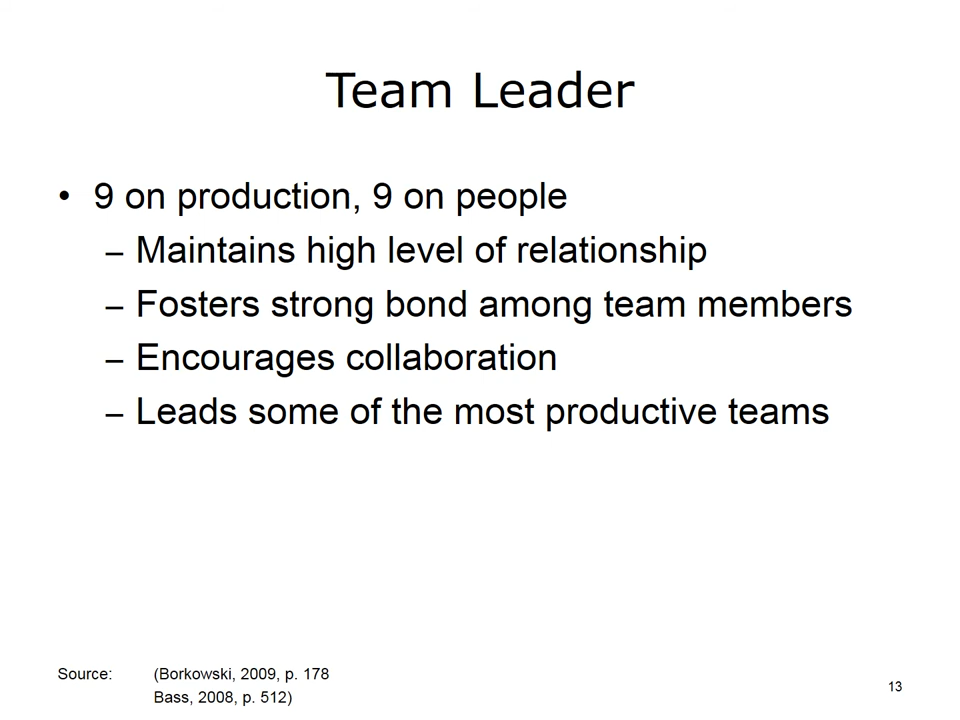 Team Leader
• 9 on production, 9 on people
– Maintains high level of relationship
– Fosters strong bond among team members
– Encourages collaboration
– Leads some of the most productive teams
Source: (Borkowski, 2009, p. 178
Bass, 2008, p. 512)
13